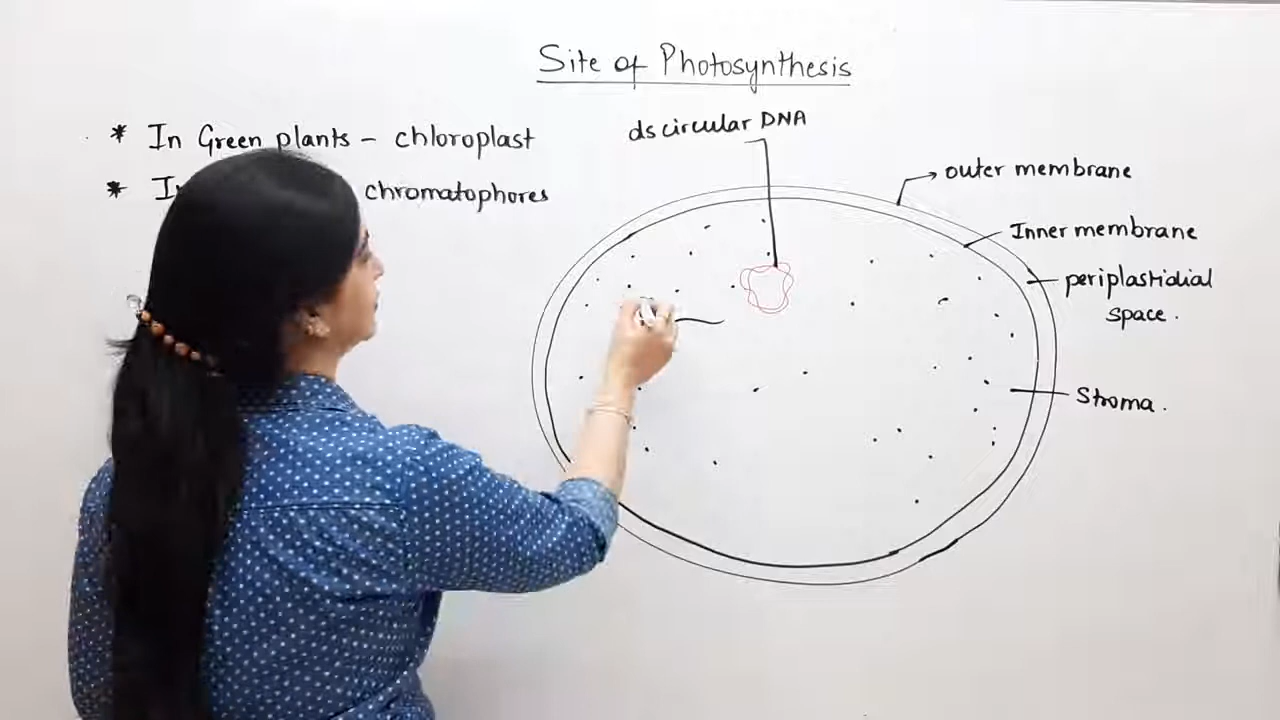 Site of Photosynthesis
* In Green plants - chloroplast
* chromatophores
ds circular DNA
outer membrane
Inner membrane
periplastidial
space.
Stroma.